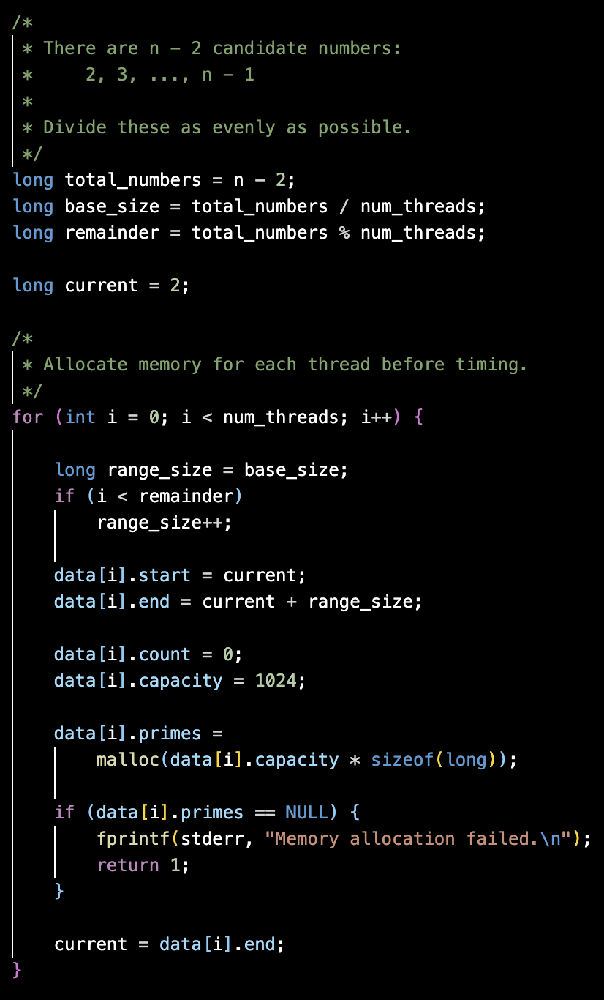 /*
 * There are n - 2 candidate numbers:
 *     2, 3, ..., n - 1
 *
 * Divide these as evenly as possible.
 */
long total_numbers = n - 2;
long base_size = total_numbers / num_threads;
long remainder = total_numbers % num_threads;

long current = 2;

/*
 * Allocate memory for each thread before timing.
 */
for (int i = 0; i < num_threads; i++) {

    long range_size = base_size;
    if (i < remainder)
        range_size++;

    data[i].start = current;
    data[i].end = current + range_size;

    data[i].count = 0;
    data[i].capacity = 1024;

    data[i].primes =
        malloc(data[i].capacity * sizeof(long));

    if (data[i].primes == NULL) {
        fprintf(stderr, "Memory allocation failed.\n");
        return 1;
    }

    current = data[i].end;
}